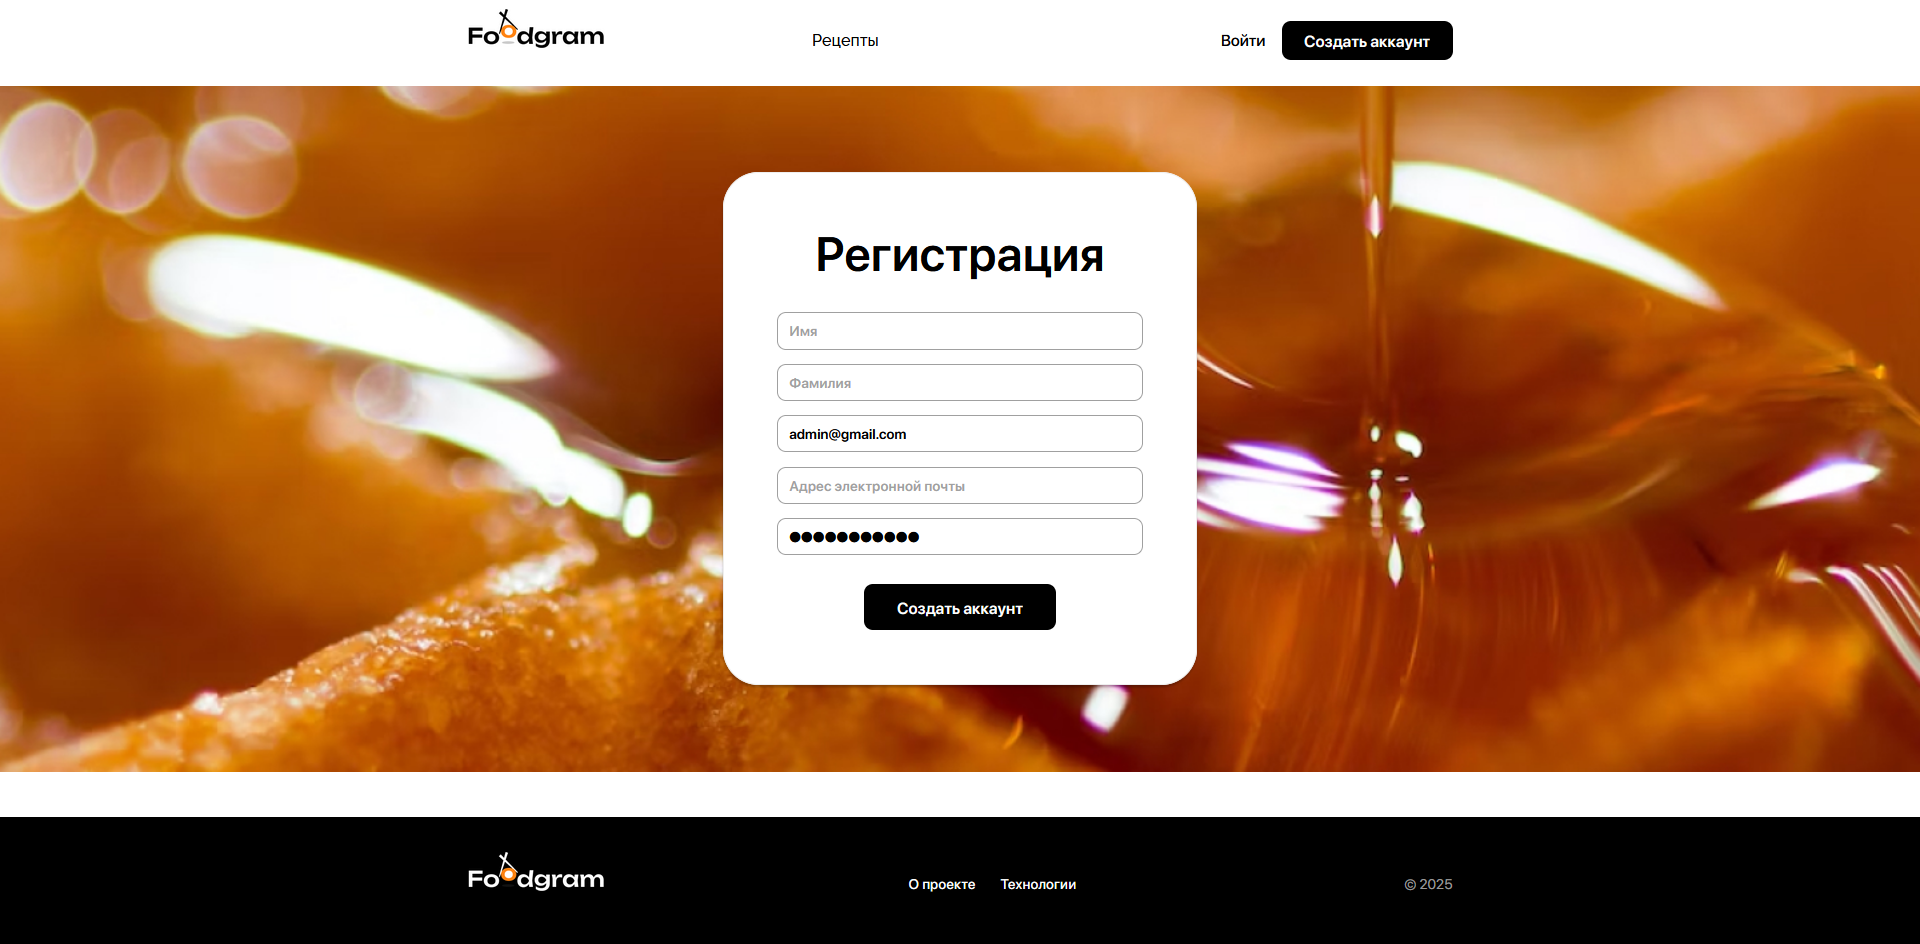 Foodgram
Рецепты
Войти
Создать аккаунт
Регистрация
Имя
Фамилия
admin@gmail.com
Адрес электронной почты
●●●●●●●●●●●
Создать аккаунт
Foodgram
О проекте
Технологии
© 2025